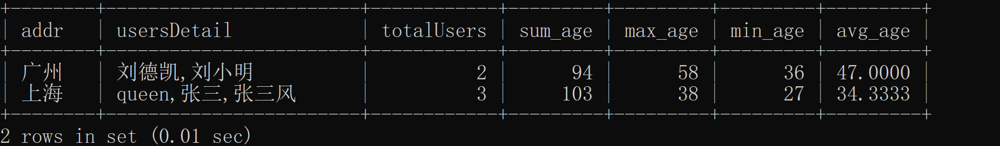 +--------+------------------------+------------+---------+---------+---------+---------+
| addr   | usersDetail            | totalUsers | sum_age | max_age | min_age | avg_age |
+--------+------------------------+------------+---------+---------+---------+---------+
| 广州   | 刘德凯,刘小明          |          2 |      94 |      58 |      36 | 47.0000 |
| 上海   | queen,张三,张三风      |          3 |     103 |      38 |      27 | 34.3333 |
+--------+------------------------+------------+---------+---------+---------+---------+
2 rows in set (0.01 sec)